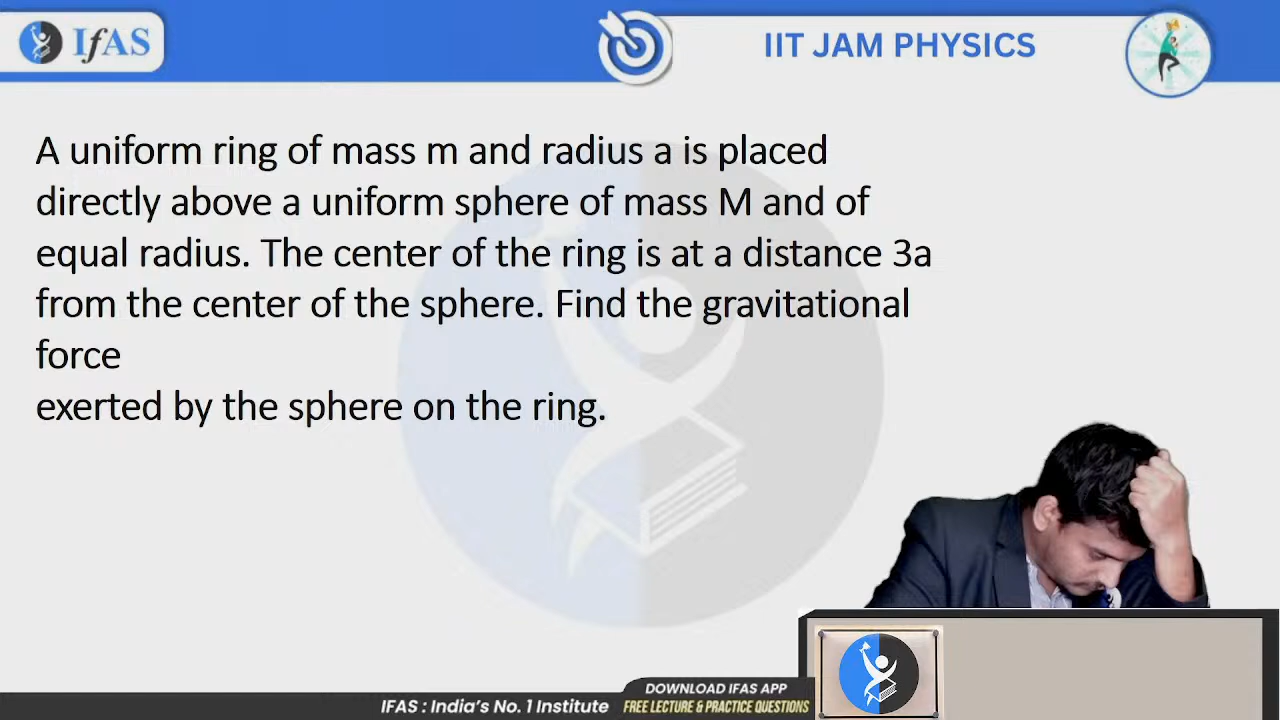 IfAS
IIT JAM PHYSICS
A uniform ring of mass m and radius a is placed
directly above a uniform sphere of mass M and of
equal radius. The center of the ring is at a distance 3a
from the center of the sphere. Find the gravitational
force
exerted by the sphere on the ring.
DOWNLOAD iFAS APP
IFAS : India's No. 1 Institute
FREE LECTURE & PRACTICE QUESTIONS